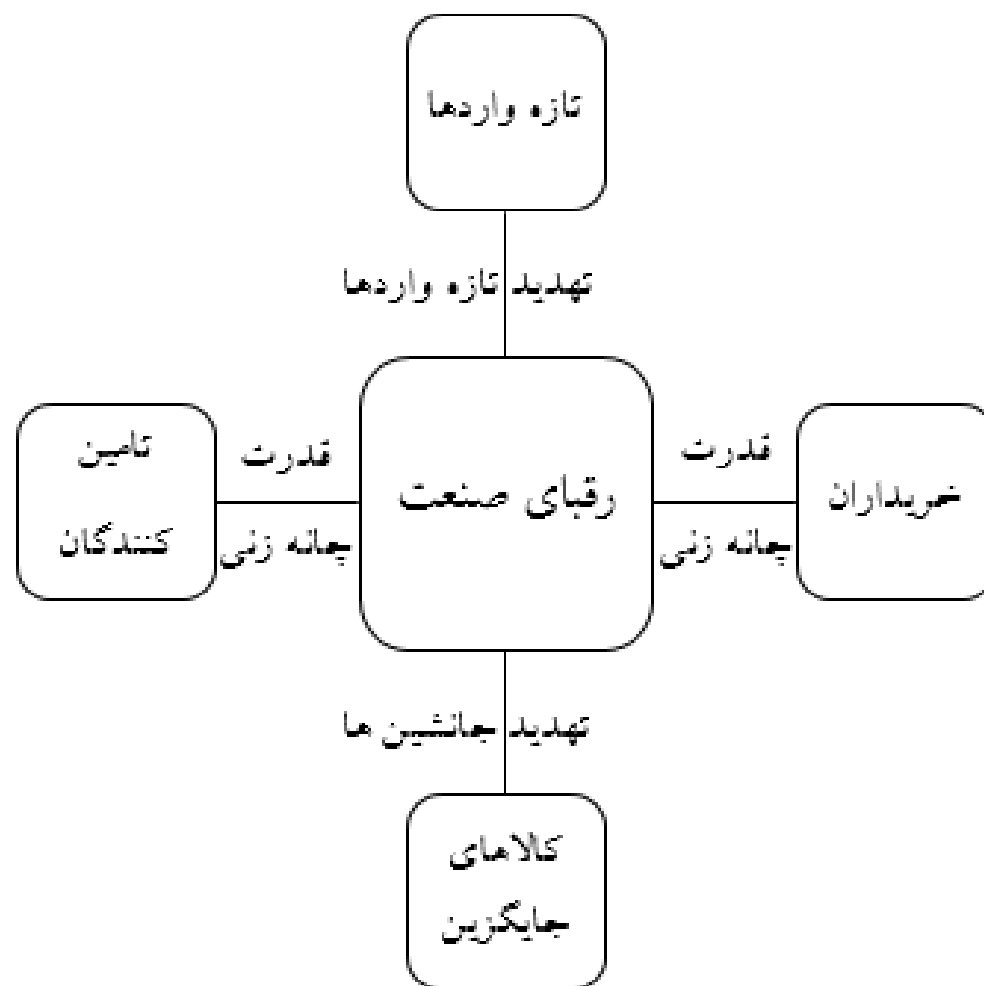 تازه واردها
تهدید تازه واردها
خریداران
قدرت
چانه زنی
رقبای صنعت
قدرت
چانه زنی
تامین
کنندگان
تهدید جانشین ها
کالاهای
جایگزین